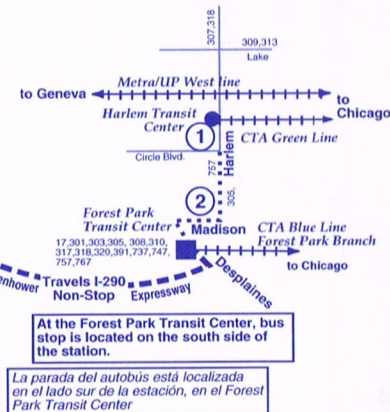 307,318
309,313
Lake
Metra/UP West line
to Geneva
to
Chicago
Harlem Transit
Center
1
CTA Green Line
Harlem
Circle Blvd.
757
305,
2
Forest Park
Transit Center
Madison
CTA Blue Line
Forest Park Branch
17,301,303,305, 308,310,
317,318,320,391,737,747,
757,767
to Chicago
Desplaines
enhower
Travels I-290
Non-Stop
Expressway
At the Forest Park Transit Center, bus
stop is located on the south side of
the station.
La parada del autobús está localizada
en el lado sur de la estación, en el Forest
Park Transit Center